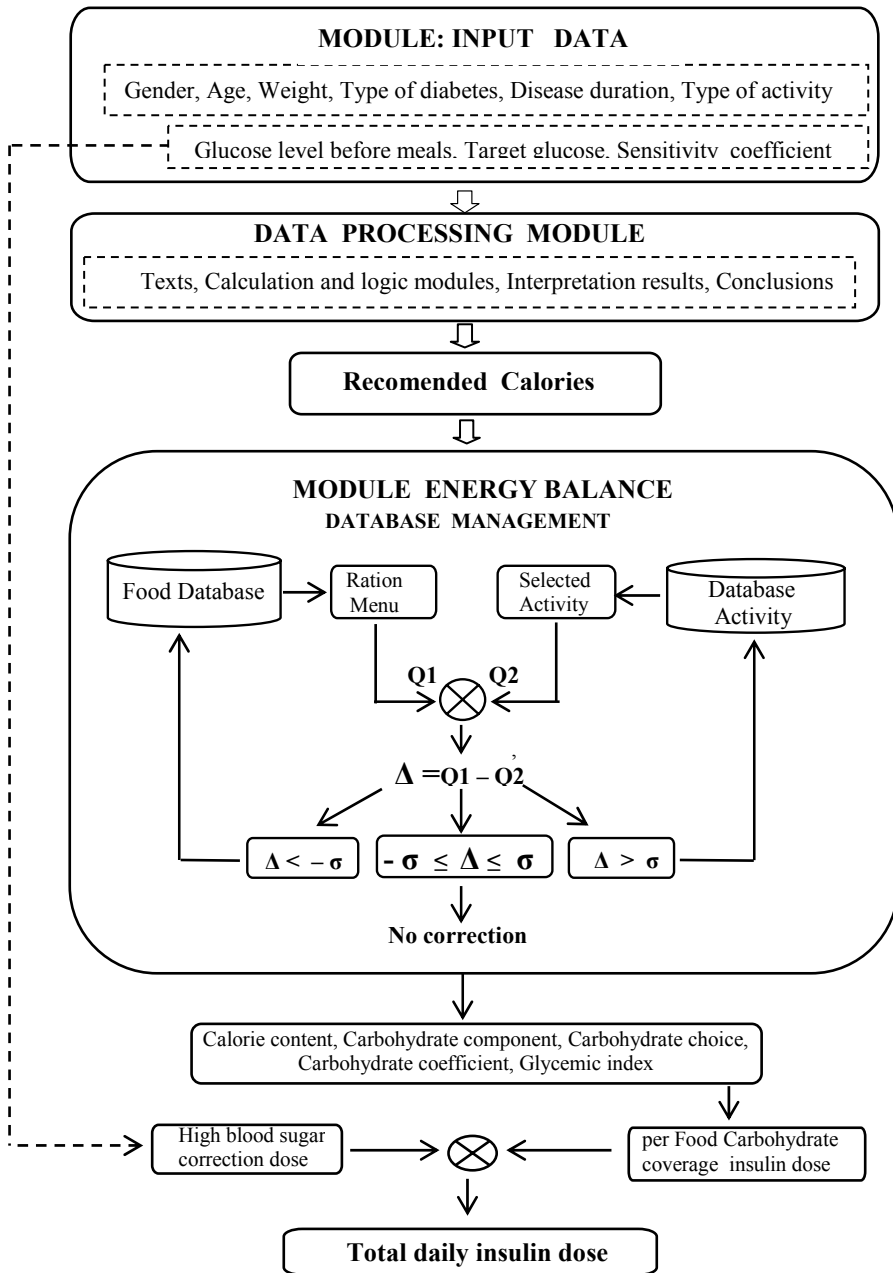 MODULE: INPUT DATA
Gender, Age, Weight, Type of diabetes, Disease duration, Type of activity
Glucose level before meals, Target glucose, Sensitivity coefficient
DATA PROCESSING MODULE
Texts, Calculation and logic modules, Interpretation results, Conclusions
Recomended Calories
MODULE ENERGY BALANCE
DATABASE MANAGEMENT
Food Database
Ration
Menu
Selected
Activity
Database
Activity
Q1
Q2
Δ =Q1 – Q2,
Δ < – σ
- σ ≤ Δ ≤ σ
Δ > σ
No correction
Calorie content, Carbohydrate component, Carbohydrate choice,
Carbohydrate coefficient, Glycemic index
High blood sugar
correction dose
per Food Carbohydrate
coverage insulin dose
Total daily insulin dose